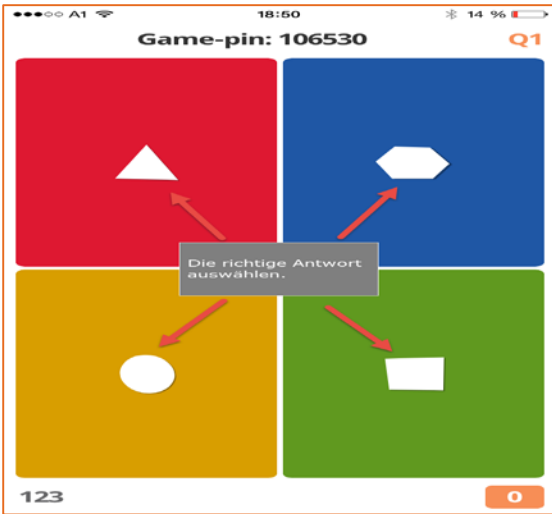 A1 18:50 14 %
Game-pin: 106530 Q1
Die richtige Antwort
auswählen.
123 0